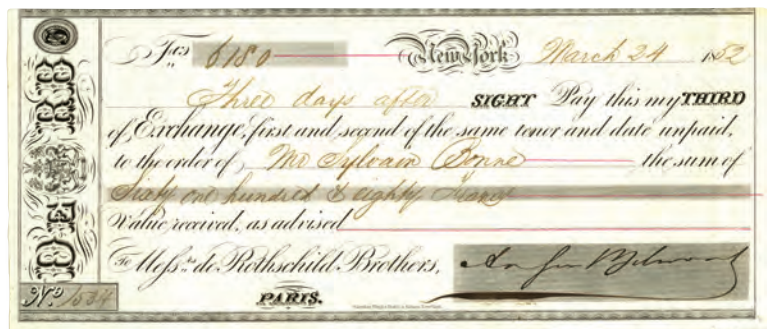 Fcs 6180 New York March 24 1852
Three days after SIGHT Pay this my THIRD
of Exchange, first and second of the same tenor and date unpaid,
to the order of Mr Sylvain Bonne the sum of
Sixty one hundred & eighty Francs
Value received, as advised
To Messrs de Rothschild Brothers,
PARIS.
No 1534